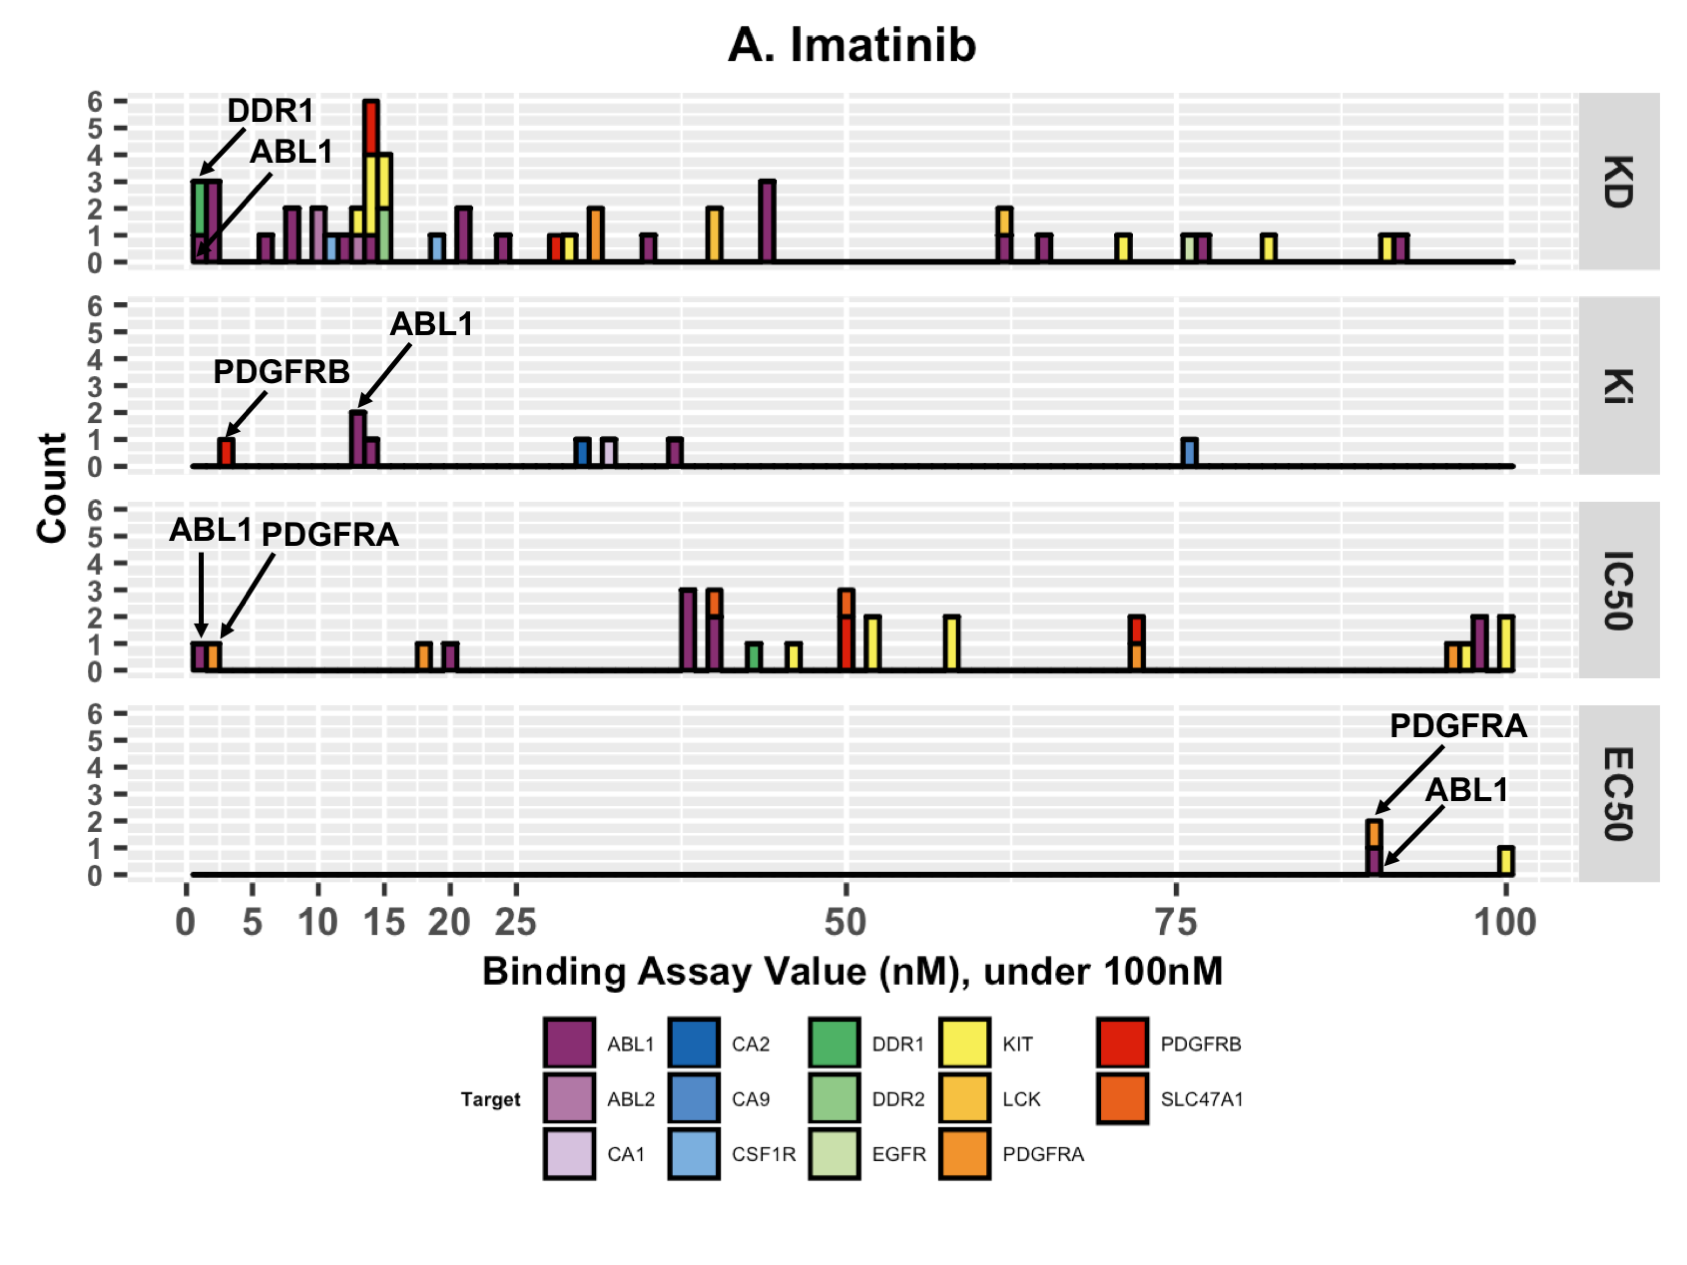 A. Imatinib
6
5
4
3
2
1
0
DDR1
ABL1
KD
6
5
4
3
2
1
0
ABL1
PDGFRB
Ki
Count
6
5
4
3
2
1
0
ABL1 PDGFRA
IC50
6
5
4
3
2
1
0
PDGFRA
ABL1
EC50
0 5 10 15 20 25 50 75 100
Binding Assay Value (nM), under 100nM
ABL1 CA2 DDR1 KIT PDGFRB
Target ABL2 CA9 DDR2 LCK SLC47A1
CA1 CSF1R EGFR PDGFRA